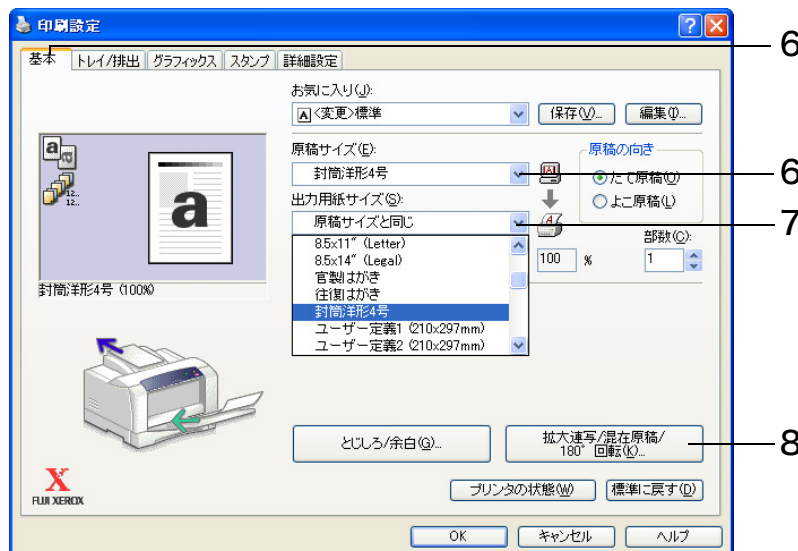 印刷設定
基本 トレイ/排出 グラフィックス スタンプ 詳細設定
6
お気に入り(J):
<変更>標準
保存(V)... 編集(I)...
原稿サイズ(E):
封筒洋形4号
6
原稿の向き
たて原稿(O)
よこ原稿(L)
出力用紙サイズ(S):
原稿サイズと同じ
7
8.5x11" (Letter)
8.5x14" (Legal)
官製はがき
往復はがき
封筒洋形4号
ユーザー定義1 (210x297mm)
ユーザー定義2 (210x297mm)
100 %
部数(C):
1
a
12...
12...
a
封筒洋形4号 (100%)
とじしろ/余白(G)...
拡大連写/混在原稿/
180° 回転(K)...
8
X
FUJI XEROX
プリンタの状態(W) 標準に戻す(D)
OK キャンセル ヘルプ